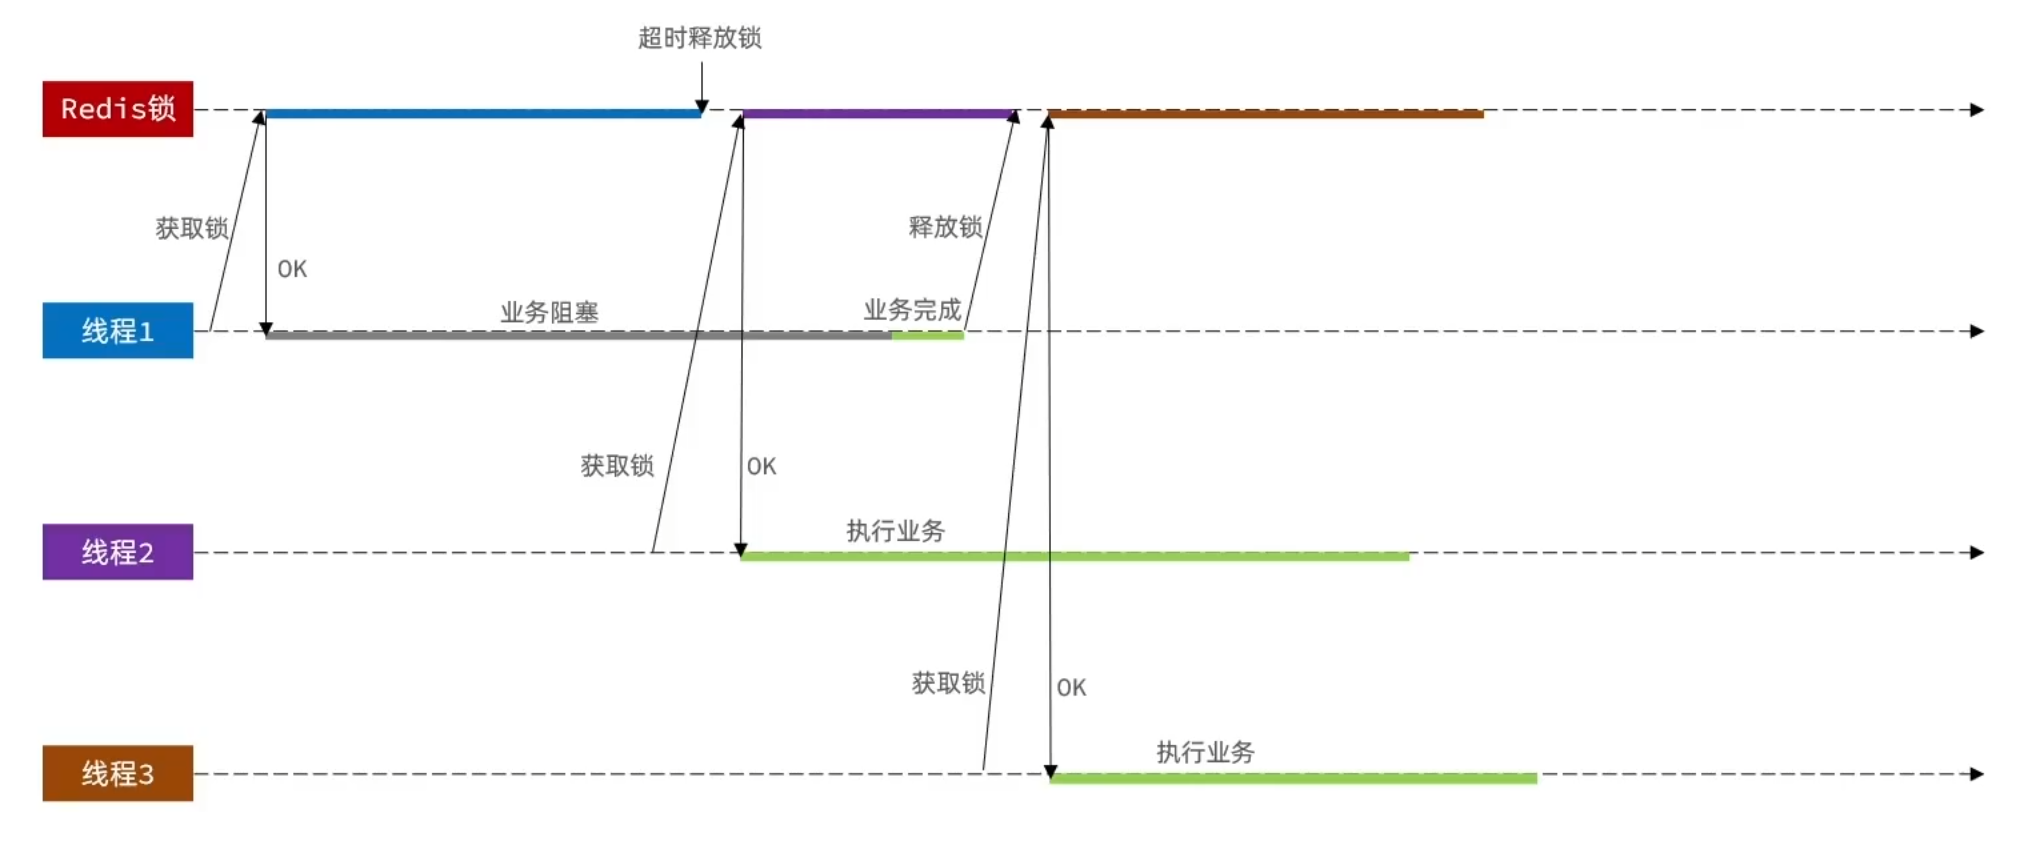 超时释放锁
Redis锁
获取锁
释放锁
OK
业务阻塞
业务完成
线程1
获取锁
OK
执行业务
线程2
获取锁
OK
执行业务
线程3